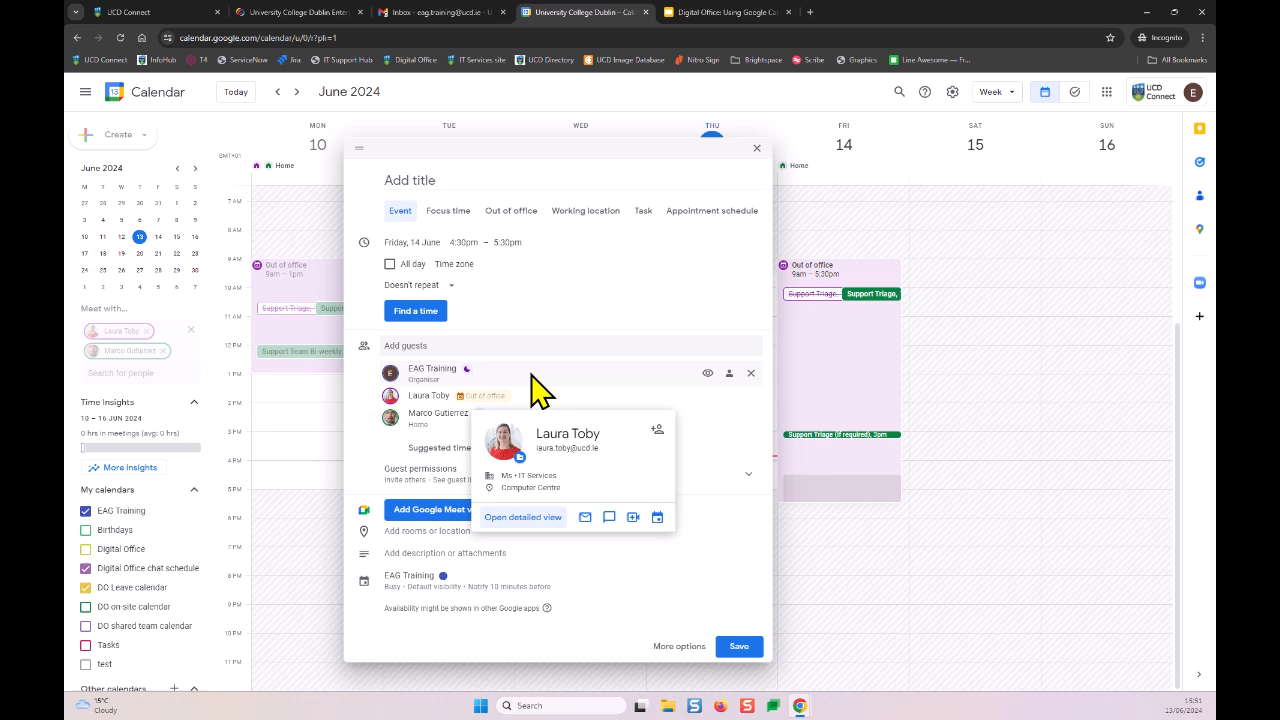 UCD Connect
University College Dublin Enter
Inbox - eag.training@ucd.ie - U
University College Dublin – Cale
Digital Office: Using Google Ca
calendar.google.com/calendar/u/0/r?pli=1
Incognito
UCD Connect
InfoHub
T4
ServiceNow
Jira
IT Support Hub
Digital Office
IT Services site
UCD Directory
UCD Image Database
Nitro Sign
Brightspace
Scribe
Graphics
Line Awesome — Fr...
All Bookmarks
Calendar
Today
June 2024
Week
UCD
Connect
E
Create
MON
TUE
WED
THU
FRI
SAT
SUN
GMT+01
10
14
15
16
Home
Home
June 2024
M T W T F S S
27 28 29 30 31 1 2
3 4 5 6 7 8 9
10 11 12 13 14 15 16
17 18 19 20 21 22 23
24 25 26 27 28 29 30
1 2 3 4 5 6 7
Meet with...
Laura Toby
Marco Gutierrez
Search for people
Time Insights
10 – 16 JUN 2024
0 hrs in meetings (avg: 0 hrs)
More insights
My calendars
EAG Training
Birthdays
Digital Office
Digital Office chat schedule
DO Leave calendar
DO on-site calendar
DO shared team calendar
Tasks
test
Other calendars
7 AM
8 AM
9 AM
10 AM
11 AM
12 PM
1 PM
2 PM
3 PM
4 PM
5 PM
6 PM
7 PM
8 PM
9 PM
10 PM
11 PM
Out of office
9am – 1pm
Support Triage,
Suppor
Support Team Bi-weekly,
Add title
Event
Focus time
Out of office
Working location
Task
Appointment schedule
Friday, 14 June 4:30pm – 5:30pm
All day
Time zone
Doesn't repeat
Find a time
Add guests
E
EAG Training
Organiser
Laura Toby
Out of office
Marco Gutierrez
Home
Suggested time
Guest permissions
Invite others • See guest li
Add Google Meet v
Add rooms or location
Add description or attachments
EAG Training
Busy • Default visibility • Notify 10 minutes before
Availability might be shown in other Google apps
More options
Save
Laura Toby
laura.toby@ucd.ie
Ms • IT Services
Computer Centre
Open detailed view
Out of office
9am – 5:30pm
Support Triage,
Support Triage,
Support Triage (if required), 3pm
15°C
Cloudy
Search
15:51
13/06/2024